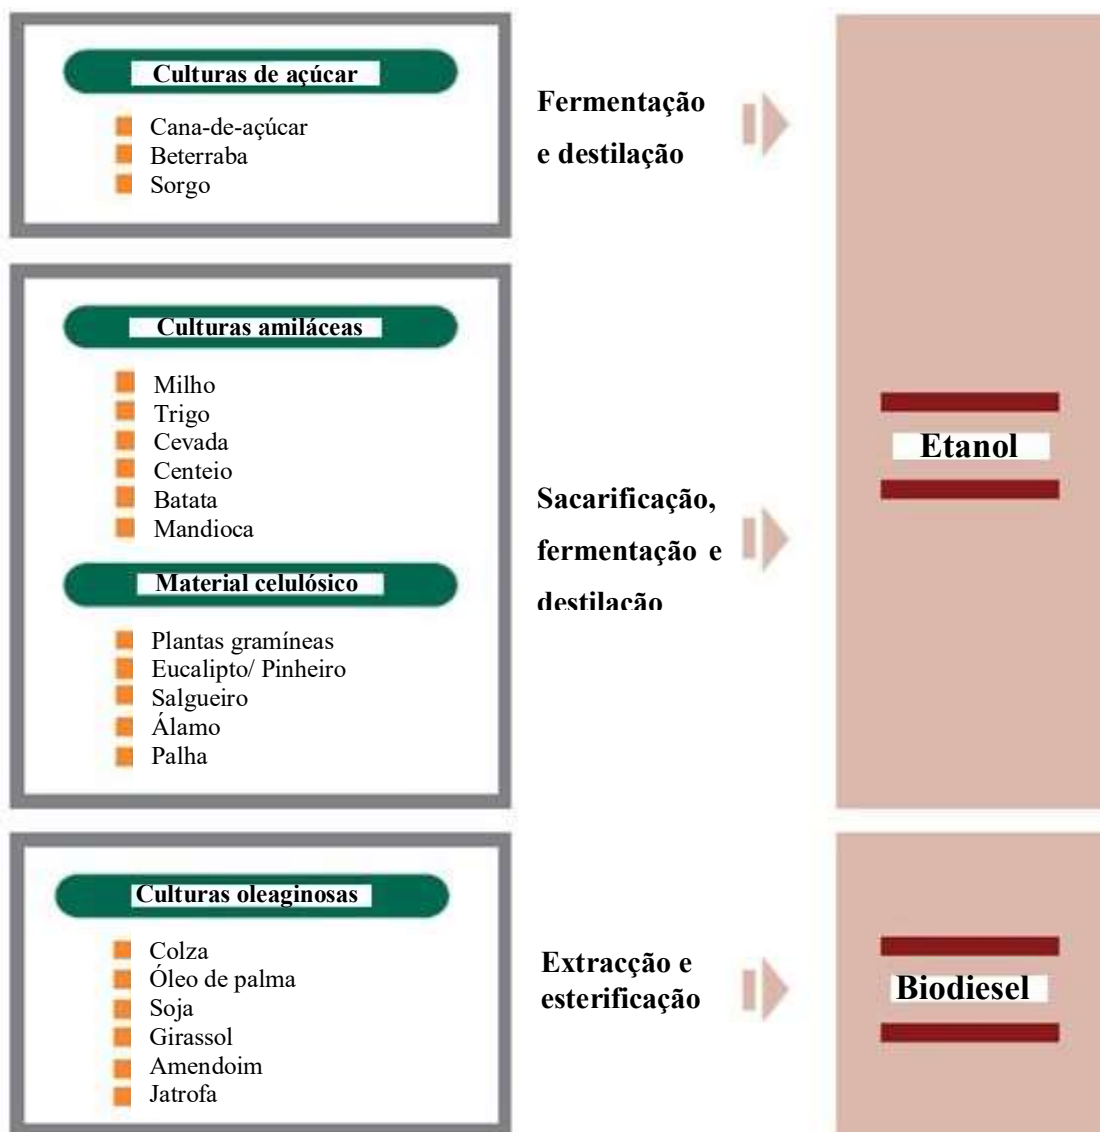 Culturas de açúcar
Cana-de-açúcar
Beterraba
Sorgo
Fermentação
e destilação
Culturas amiláceas
Milho
Trigo
Cevada
Centeio
Batata
Mandioca
Material celulósico
Plantas gramíneas
Eucalipto/ Pinheiro
Salgueiro
Álamo
Palha
Sacarificação,
fermentação e
destilação
Etanol
Culturas oleaginosas
Colza
Óleo de palma
Soja
Girassol
Amendoim
Jatrofa
Extracção e
esterificação
Biodiesel